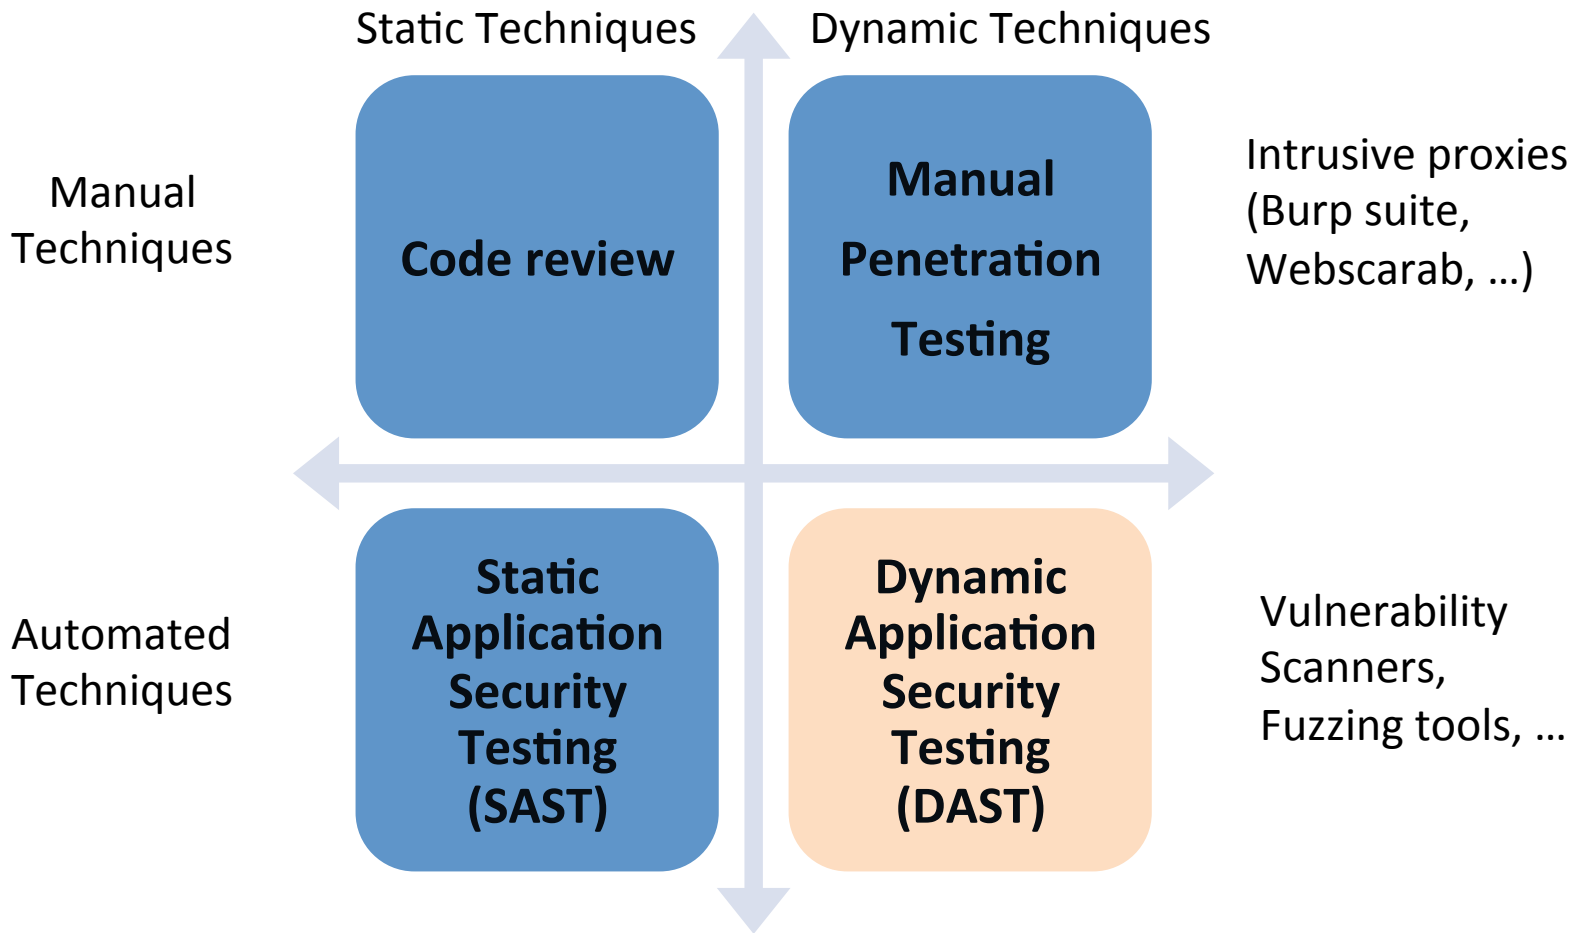 Static Techniques
Dynamic Techniques
Manual
Techniques
Code review
Manual
Penetration
Testing
Intrusive proxies
(Burp suite,
Webscarab, …)
Automated
Techniques
Static
Application
Security
Testing
(SAST)
Dynamic
Application
Security
Testing
(DAST)
Vulnerability
Scanners,
Fuzzing tools, …